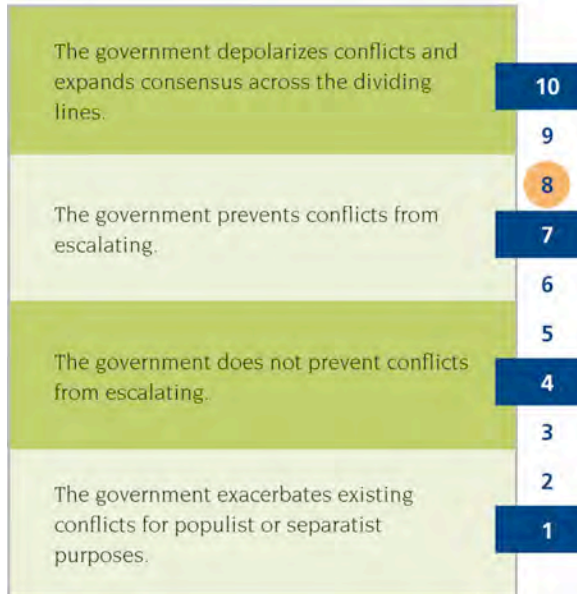 The government depolarizes conflicts and
expands consensus across the dividing
lines.
10
9
8
The government prevents conflicts from
escalating.
7
6
5
The government does not prevent conflicts
from escalating.
4
3
2
The government exacerbates existing
conflicts for populist or separatist
purposes.
1